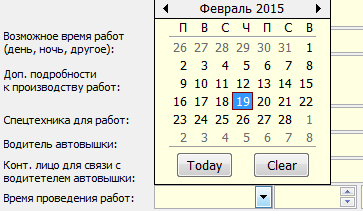 Февраль 2015
П В С Ч П С В
26 27 28 29 30 31 1
2 3 4 5 6 7 8
9 10 11 12 13 14 15
16 17 18 19 20 21 22
23 24 25 26 27 28 1
2 3 4 5 6 7 8
Today Clear
Возможное время работ
(день, ночь, другое):
Доп. подробности
к производству работ:
Спецтехника для работ:
Водитель автовышки:
Конт. лицо для связи с
водитетелем автовышки:
Время проведения работ: